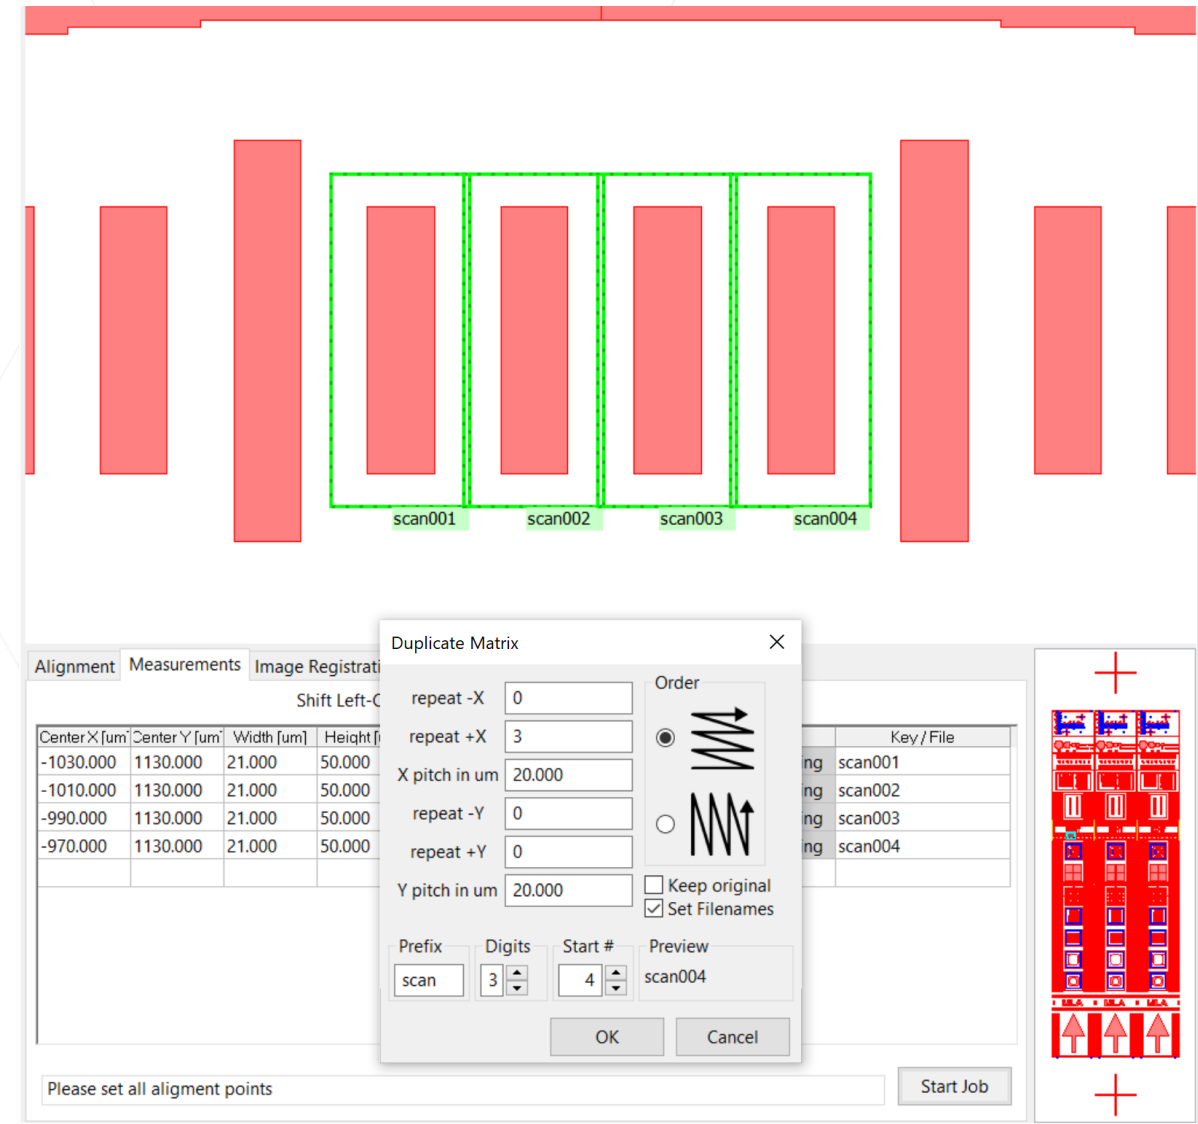 scan001 scan002 scan003 scan004
Duplicate Matrix
Alignment Measurements Image Registrati
Shift Left-C
Center X [um] Center Y [um] Width [um] Height [ Key / File
-1030.000 1130.000 21.000 50.000 ng scan001
-1010.000 1130.000 21.000 50.000 ng scan002
-990.000 1130.000 21.000 50.000 ng scan003
-970.000 1130.000 21.000 50.000 ng scan004
repeat -X 0
repeat +X 3
X pitch in um 20.000
repeat -Y 0
repeat +Y 0
Y pitch in um 20.000
Order
Keep original
Set Filenames
Prefix Digits Start # Preview
scan 3 4 scan004
OK Cancel
Please set all aligment points
Start Job